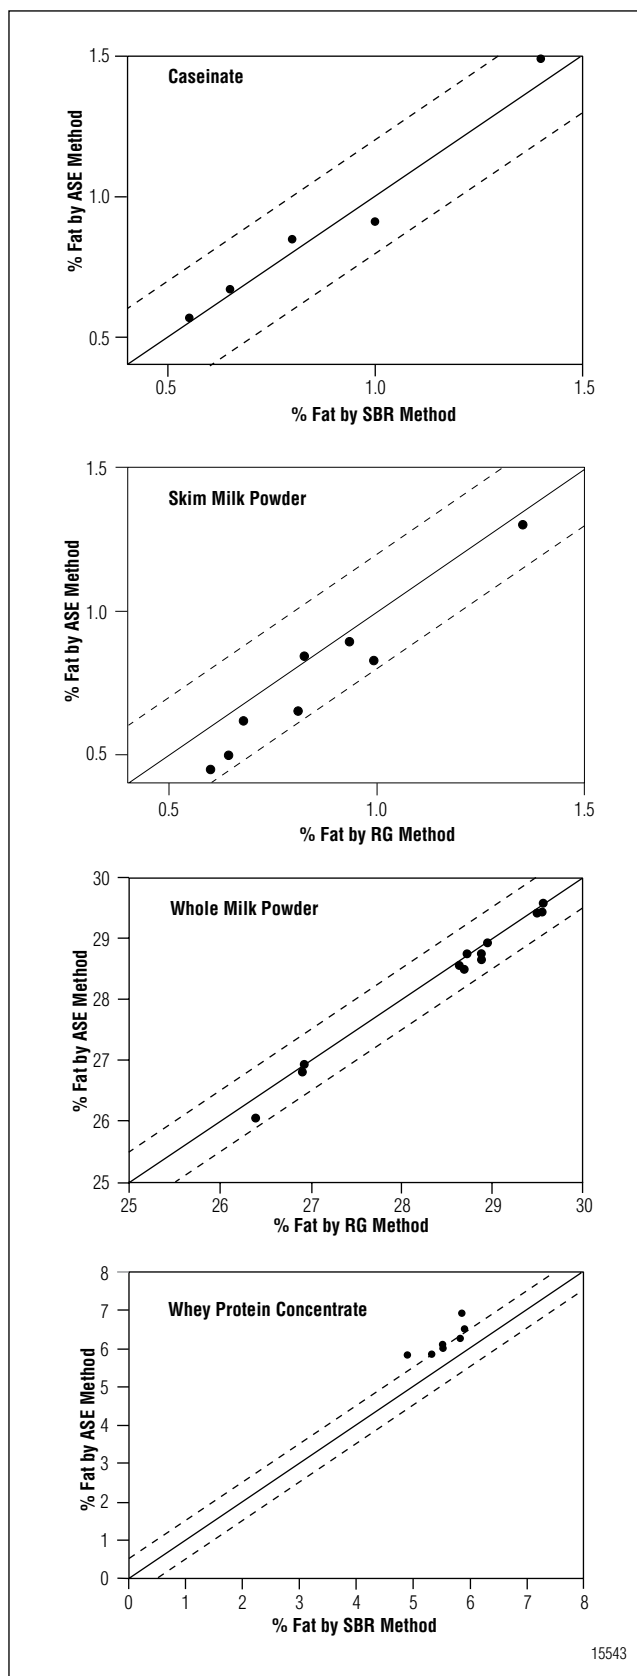 1.5
Caseinate
% Fat by ASE Method
1.0
0.5
0.5 1.0 1.5
% Fat by SBR Method
1.5
Skim Milk Powder
% Fat by ASE Method
1.0
0.5
0.5 1.0 1.5
% Fat by RG Method
30
Whole Milk Powder
29
% Fat by ASE Method
28
27
26
25
25 26 27 28 29 30
% Fat by RG Method
8
Whey Protein Concentrate
7
6
% Fat by ASE Method
5
4
3
2
1
0
0 1 2 3 4 5 6 7 8
% Fat by SBR Method
15543